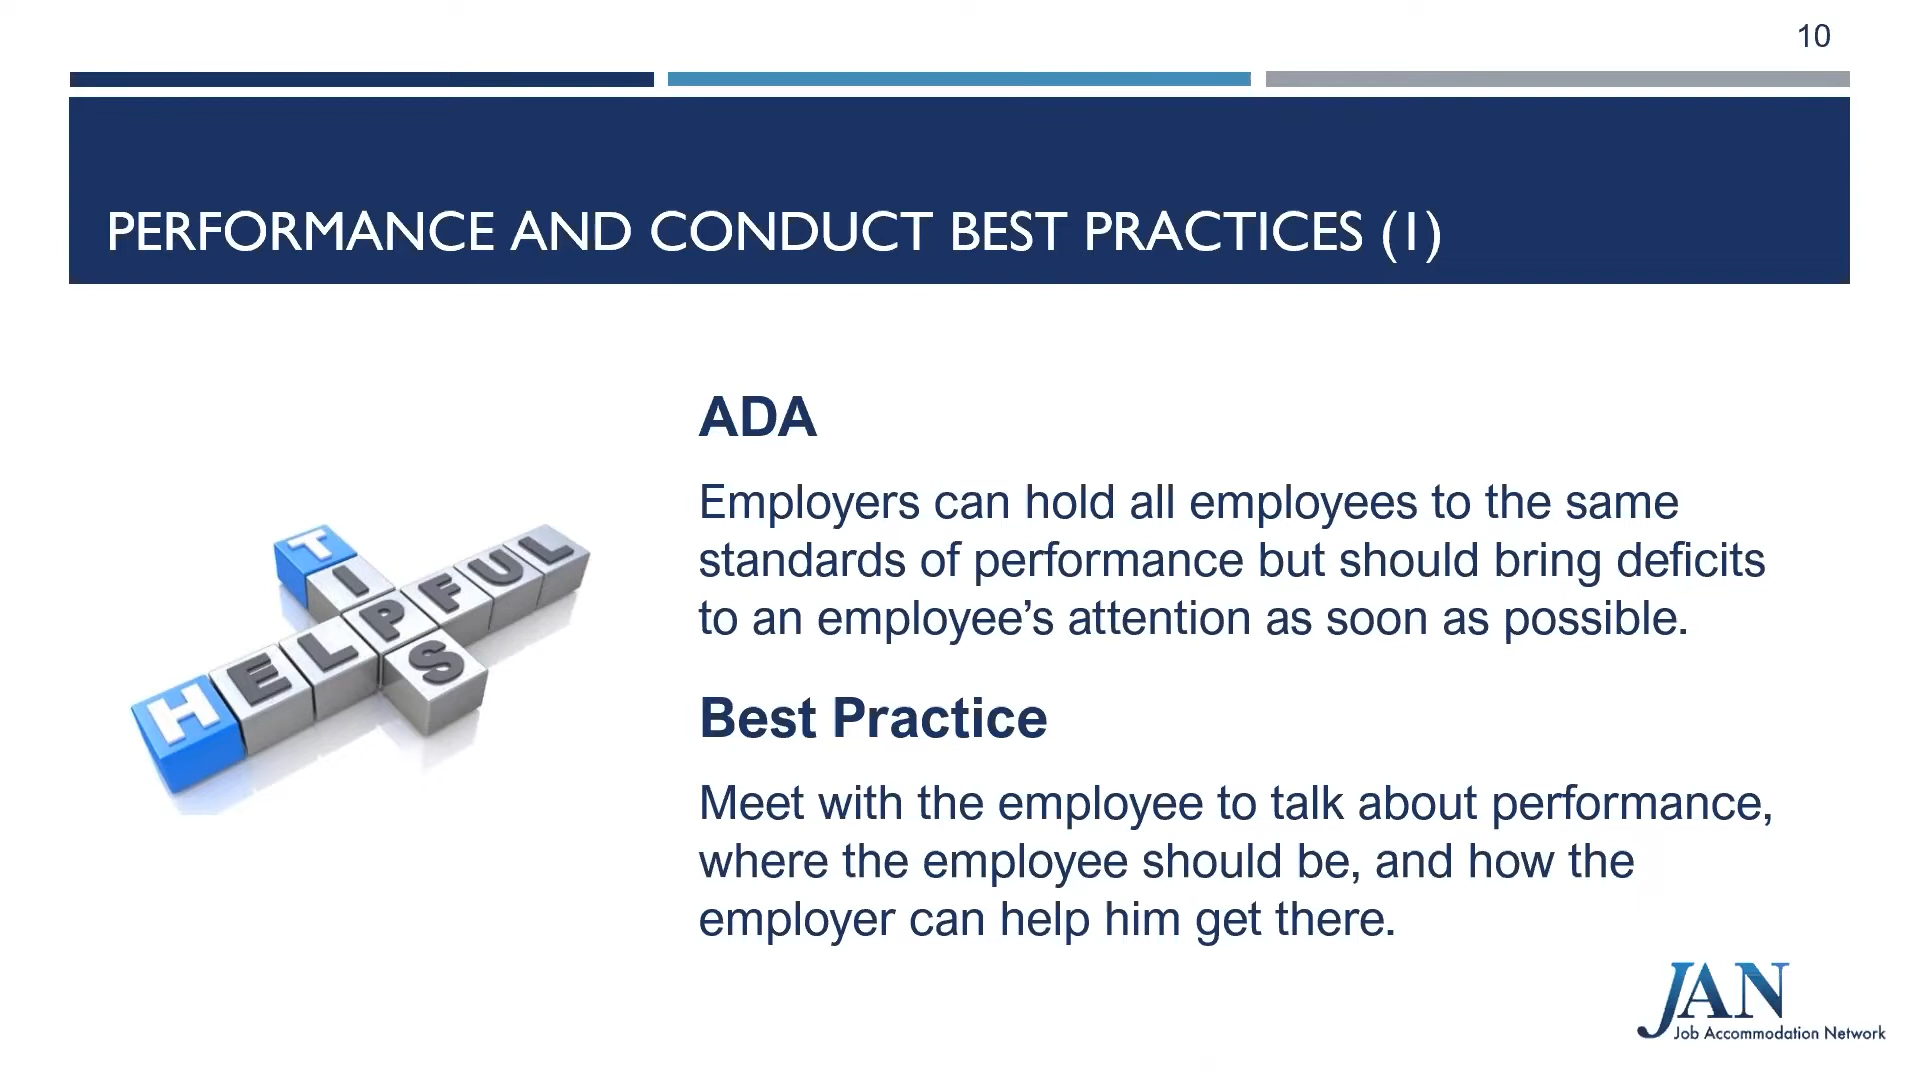 10
PERFORMANCE AND CONDUCT BEST PRACTICES (1)
TIPS
HELPFUL
ADA
Employers can hold all employees to the same
standards of performance but should bring deficits
to an employee’s attention as soon as possible.
Best Practice
Meet with the employee to talk about performance,
where the employee should be, and how the
employer can help him get there.
JAN
Job Accommodation Network